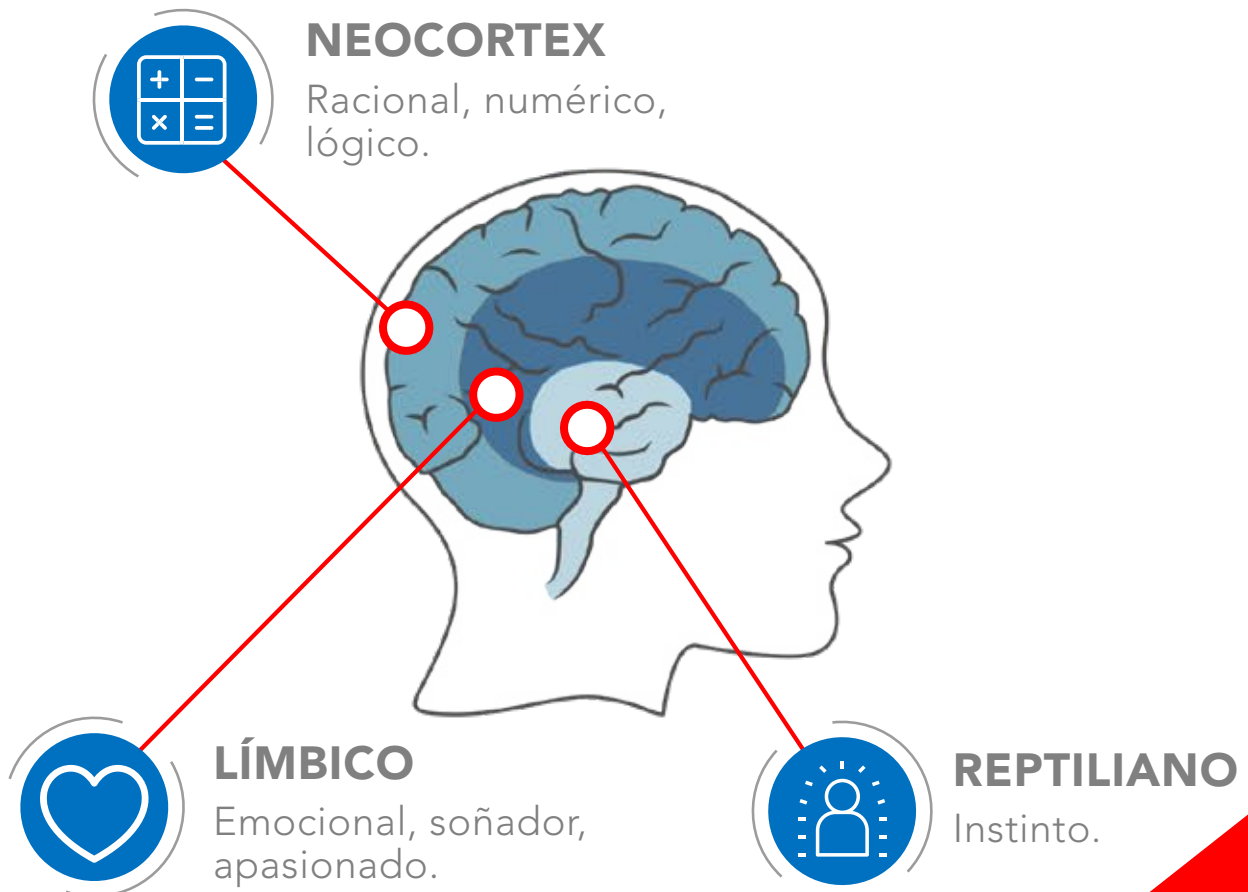 NEOCORTEX
Racional, numérico,
lógico.
LÍMBICO
Emocional, soñador,
apasionado.
REPTILIANO
Instinto.